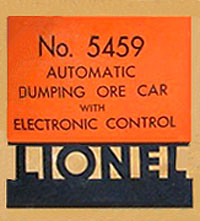 No. 5459
AUTOMATIC
DUMPING ORE CAR
WITH
ELECTRONIC CONTROL
LIONEL